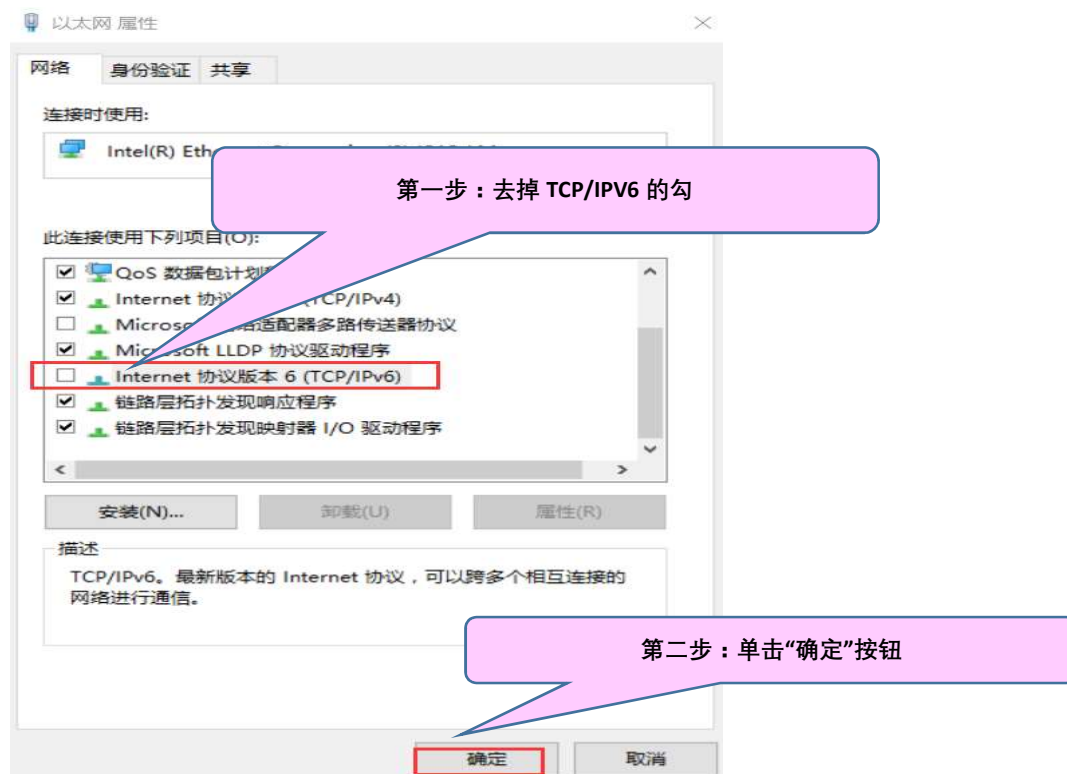 以太网 属性
网络 身份验证 共享
连接时使用:
Intel(R)
第一步：去掉 TCP/IPV6 的勾
此连接使用下列项目(O):
QoS 数据包计划
Internet 协议 (TCP/IPv4)
Microsoft 网络适配器多路传送器协议
Microsoft LLDP 协议驱动程序
Internet 协议版本 6 (TCP/IPv6)
链路层拓扑发现响应程序
链路层拓扑发现映射器 I/O 驱动程序
安装(N)... 卸载(U) 属性(R)
描述
TCP/IPv6。最新版本的 Internet 协议，可以跨多个相互连接的
网络进行通信。
第二步：单击“确定”按钮
确定 取消